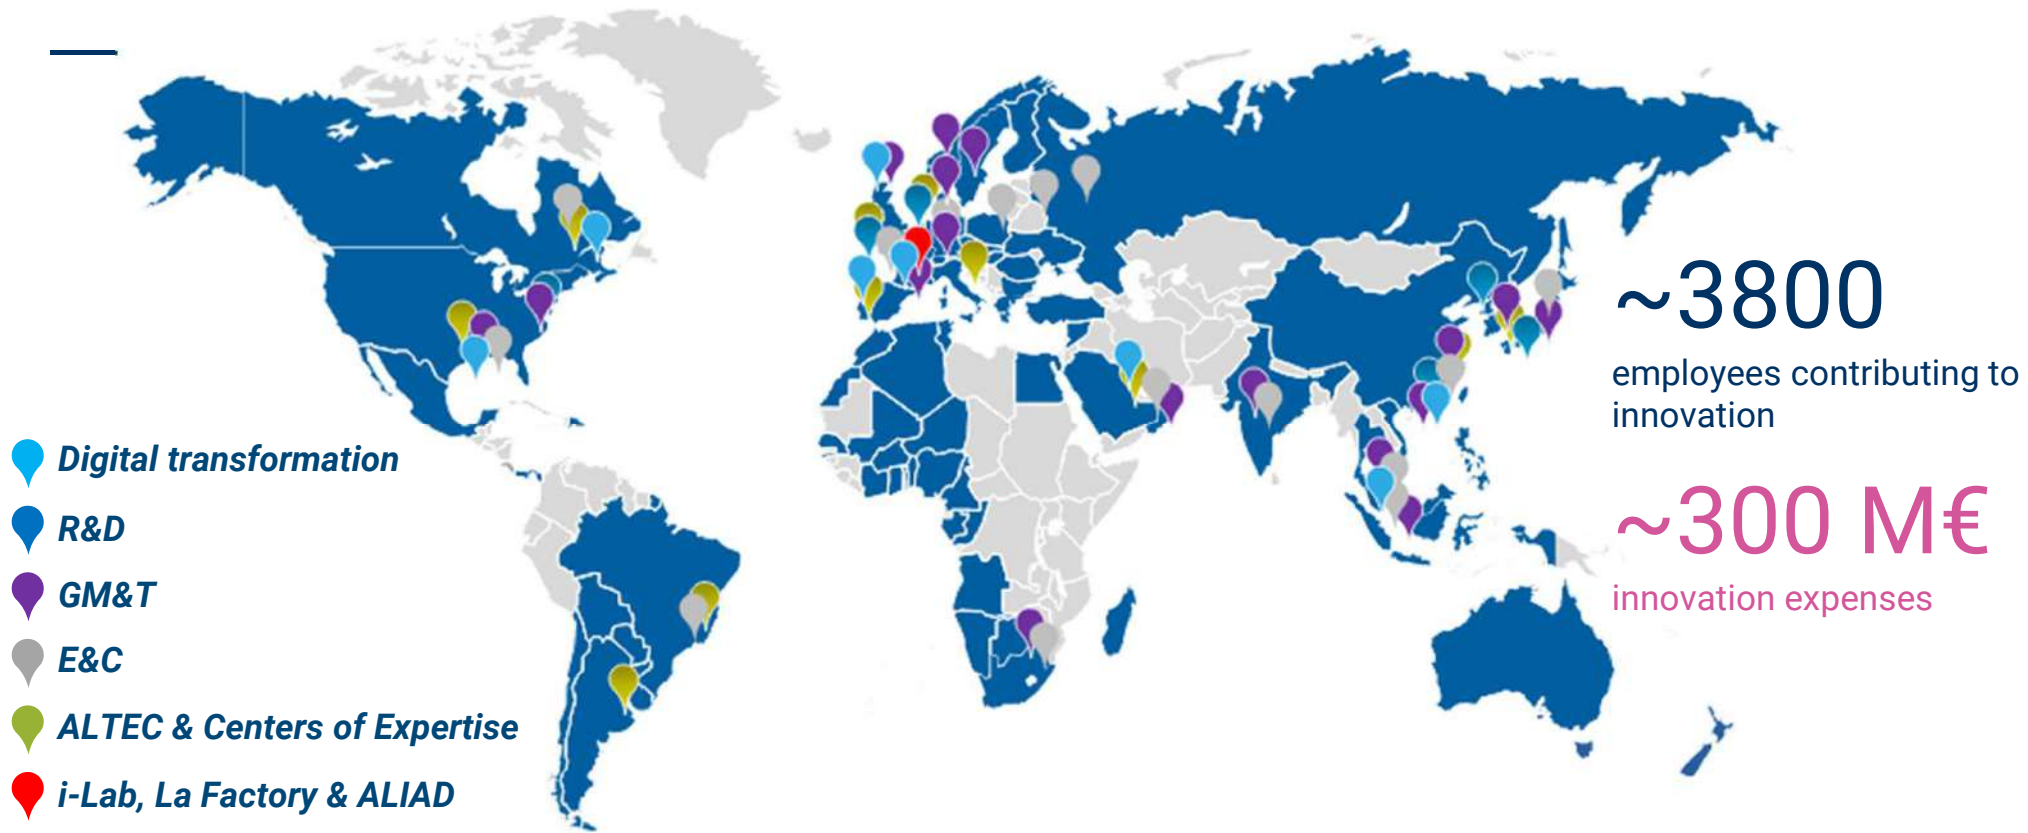 ~3800
employees contributing to
innovation
~300 M€
innovation expenses
Digital transformation
R&D
GM&T
E&C
ALTEC & Centers of Expertise
i-Lab, La Factory & ALIAD